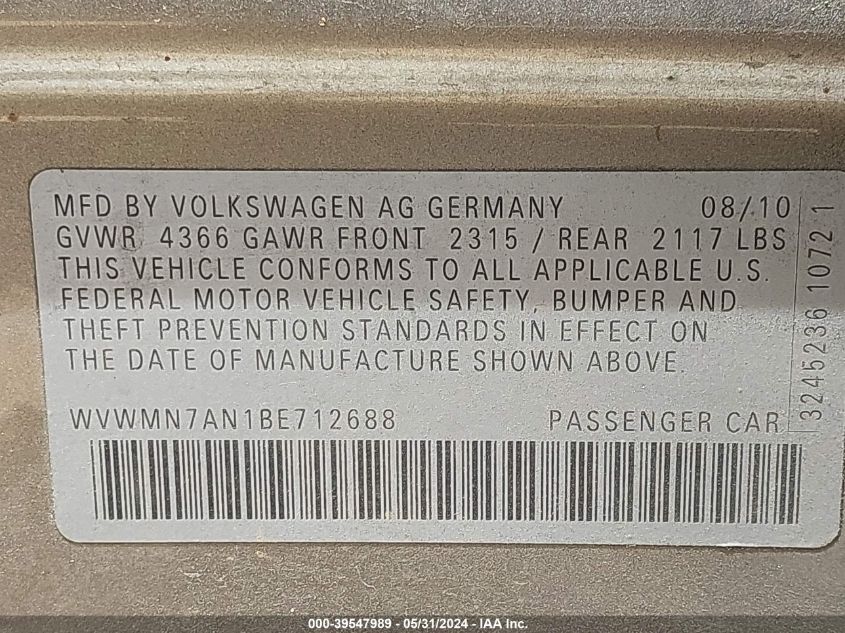 MFD BY VOLKSWAGEN AG GERMANY 08/10
GVWR 4366 GAWR FRONT 2315 / REAR 2117 LBS
THIS VEHICLE CONFORMS TO ALL APPLICABLE U.S.
FEDERAL MOTOR VEHICLE SAFETY, BUMPER AND
THEFT PREVENTION STANDARDS IN EFFECT ON
THE DATE OF MANUFACTURE SHOWN ABOVE.
WVWMN7AN1BE712688 PASSENGER CAR
3245236 1072 1
000-39547989 - 05/31/2024 - IAA Inc.